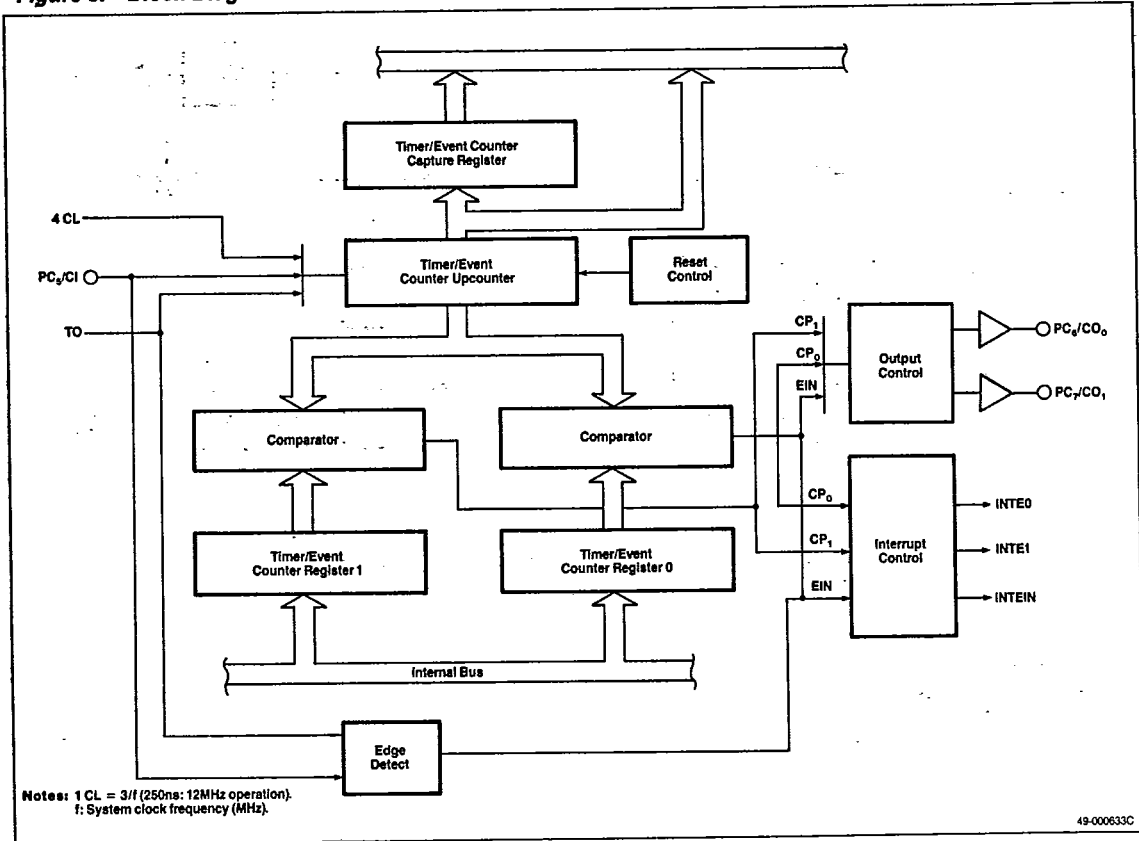 Timer/Event Counter
Capture Register
4 CL
PC₅/CI
TO
Timer/Event
Counter Upcounter
Reset
Control
CP₁
CP₀
EIN
Output
Control
PC₆/CO₀
PC₇/CO₁
Comparator
Comparator
CP₀
CP₁
EIN
Interrupt
Control
INTE0
INTE1
INTEIN
Timer/Event
Counter Register 1
Timer/Event
Counter Register 0
Internal Bus
Edge
Detect
Notes: 1 CL = 3/f (250ns: 12MHz operation).
f: System clock frequency (MHz).
49-000633C